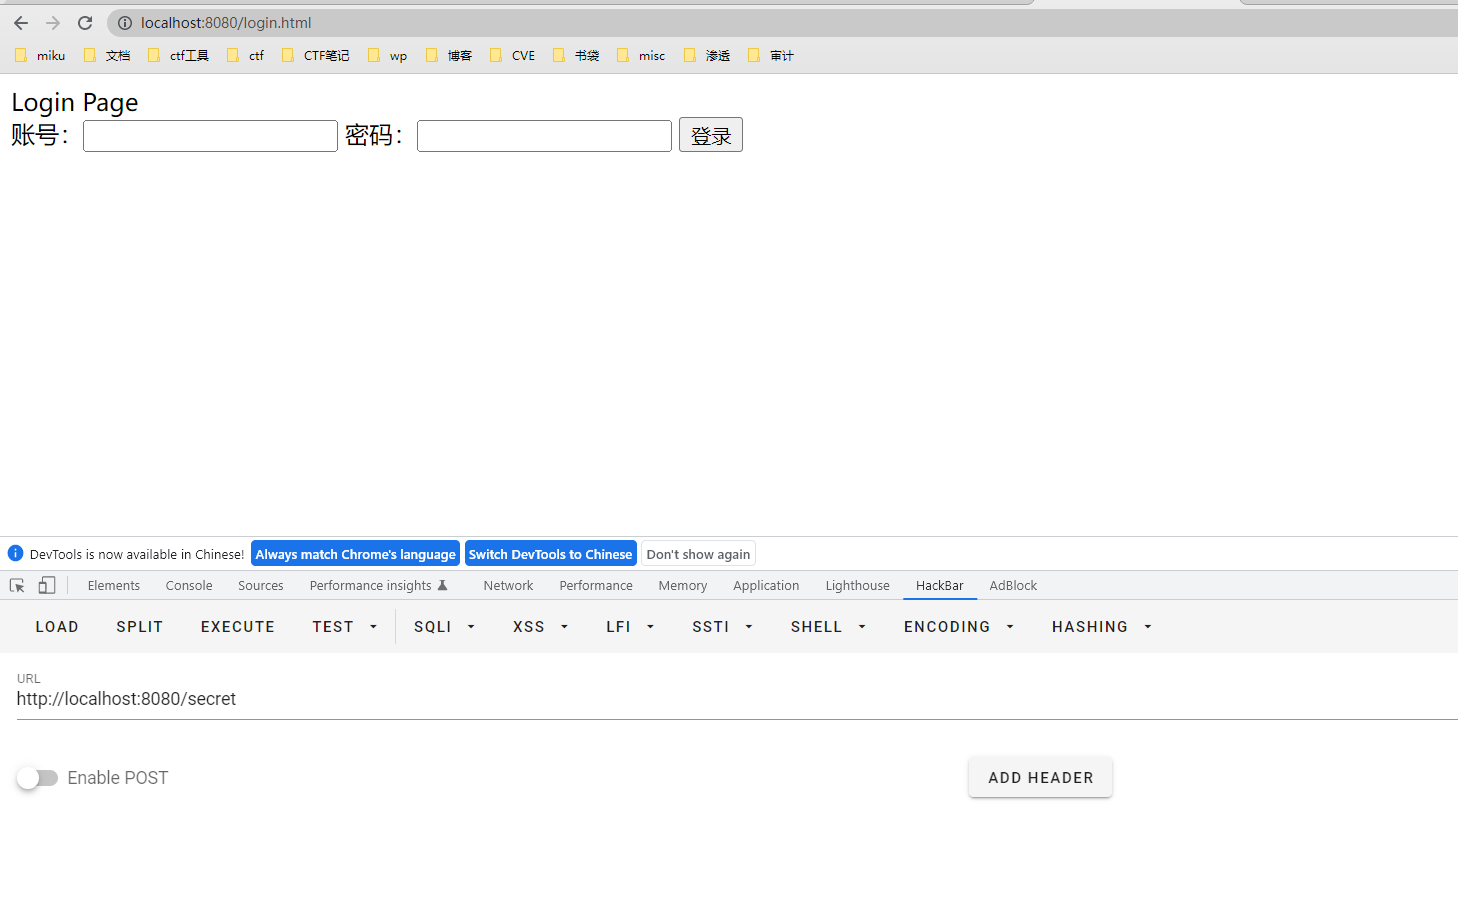 localhost:8080/login.html
miku 文档 ctf工具 ctf CTF笔记 wp 博客 CVE 书袋 misc 渗透 审计
Login Page
账号： 密码： 登录
DevTools is now available in Chinese! Always match Chrome's language Switch DevTools to Chinese Don't show again
Elements Console Sources Performance insights Network Performance Memory Application Lighthouse HackBar AdBlock
LOAD SPLIT EXECUTE TEST SQLI XSS LFI SSTI SHELL ENCODING HASHING
URL
http://localhost:8080/secret
Enable POST ADD HEADER